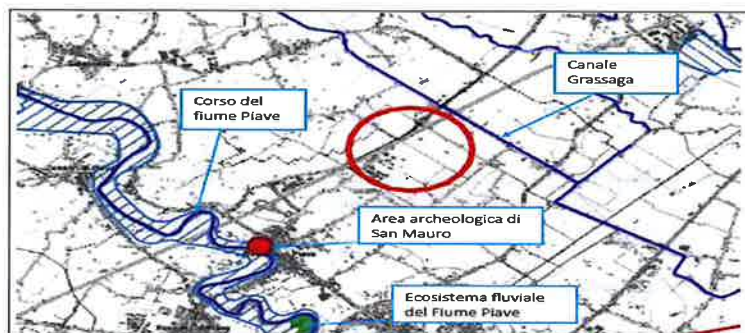 Canale
Grassaga
Corso del
fiume Piave
Area archeologica di
San Mauro
Ecosistema fluviale
del Fiume Piave